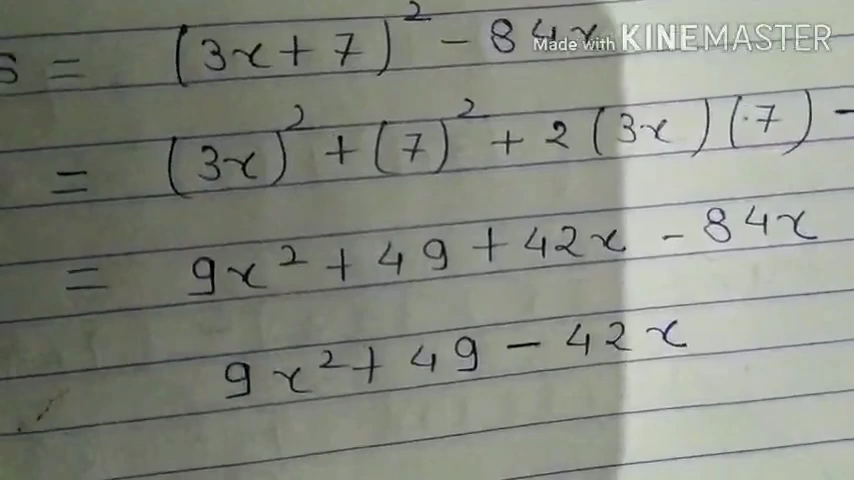 S = (3x + 7)² - 84x
Made with KINEMASTER
= (3x)² + (7)² + 2(3x)(7) -
= 9x² + 49 + 42x - 84x
9x² + 49 - 42x